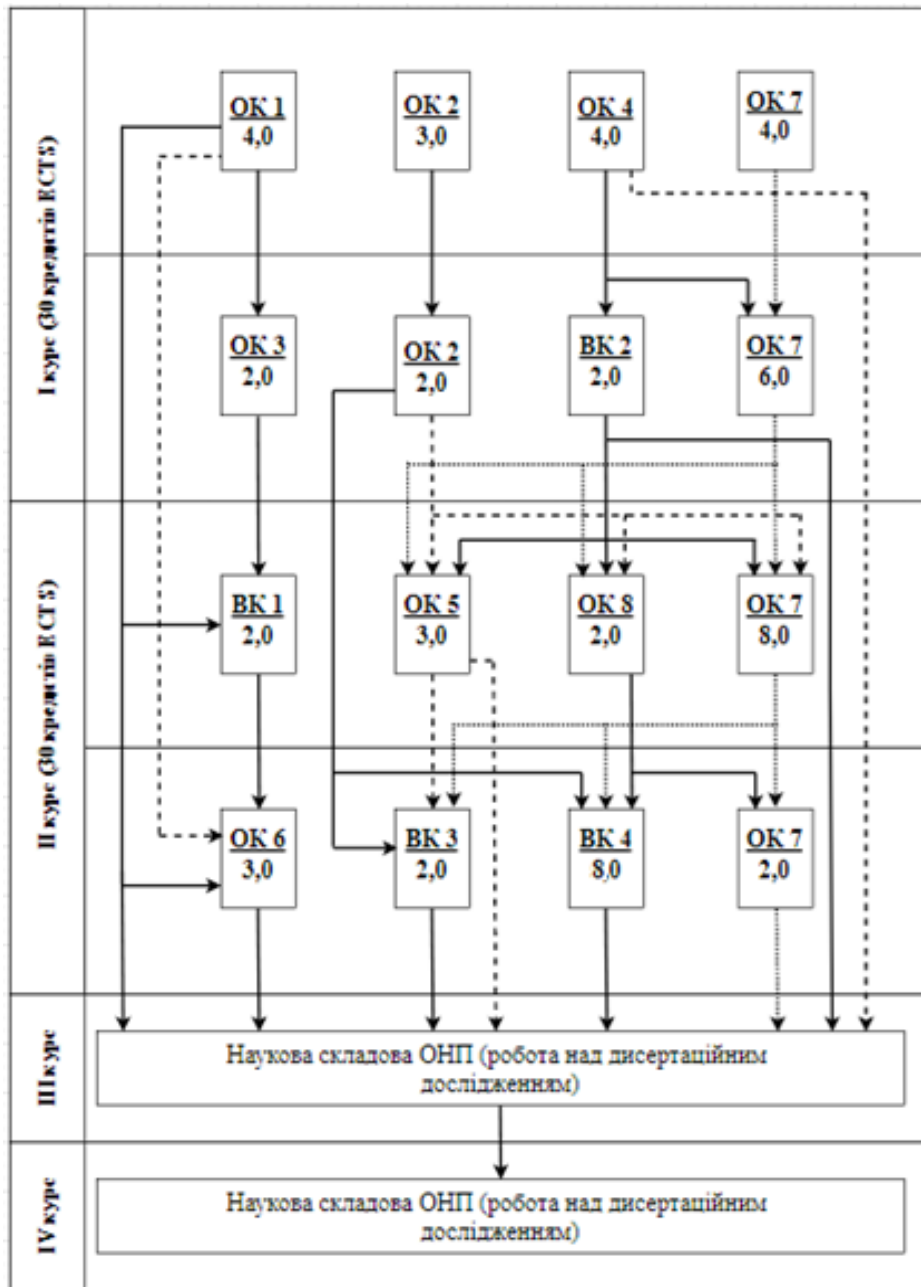 І курс (30 кредитів ECTS)
ОК 1
4,0
ОК 2
3,0
ОК 4
4,0
ОК 7
4,0
ОК 3
2,0
ОК 2
2,0
ВК 2
2,0
ОК 7
6,0
ІІ курс (30 кредитів ECTS)
ВК 1
2,0
ОК 5
3,0
ОК 8
2,0
ОК 7
8,0
ОК 6
3,0
ВК 3
2,0
ВК 4
8,0
ОК 7
2,0
ІІІ курс
Наукова складова ОНП (робота над дисертаційним
дослідженням)
IV курс
Наукова складова ОНП (робота над дисертаційним
дослідженням)